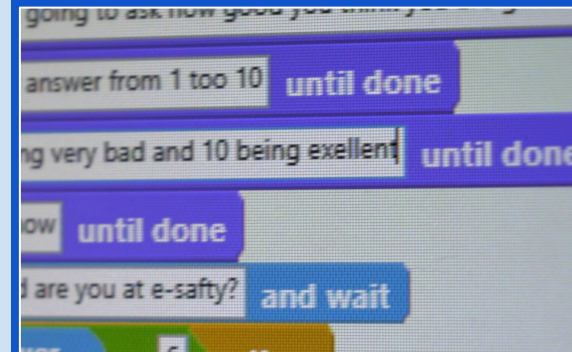 going to ask how good you think you
answer from 1 too 10 until done
ng very bad and 10 being exellent until done
ow until done
are you at e-safty? and wait